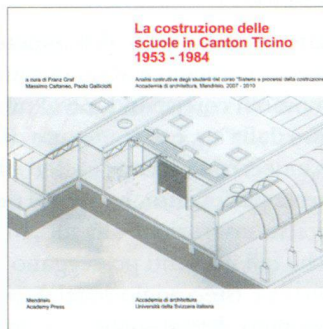 La costruzione delle
scuole in Canton Ticino
1953 - 1984
a cura di Franz Graf
Massimo Cattaneo, Paolo Galliciotti
Analisi costruttive degli studenti del corso "Sistemi e processi della costruzione"
Accademia di architettura, Mendrisio, 2007 - 2010
Mendrisio
Academy Press
Accademia di architettura
Università della Svizzera italiana